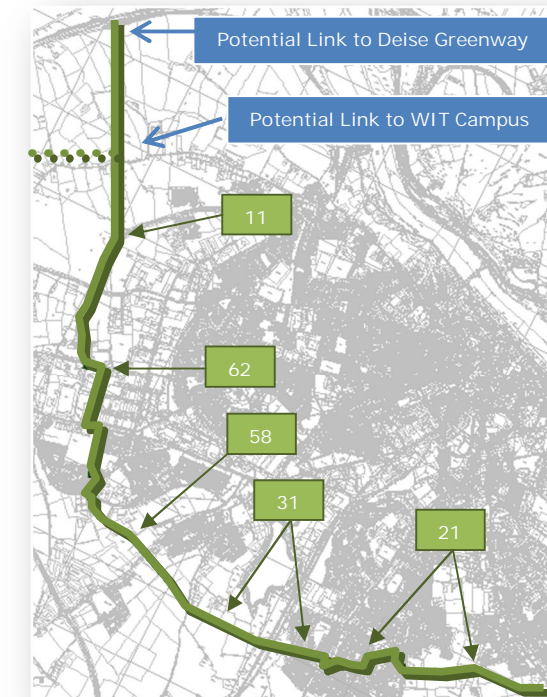 Potential Link to Deise Greenway
Potential Link to WIT Campus
11
62
58
31
21